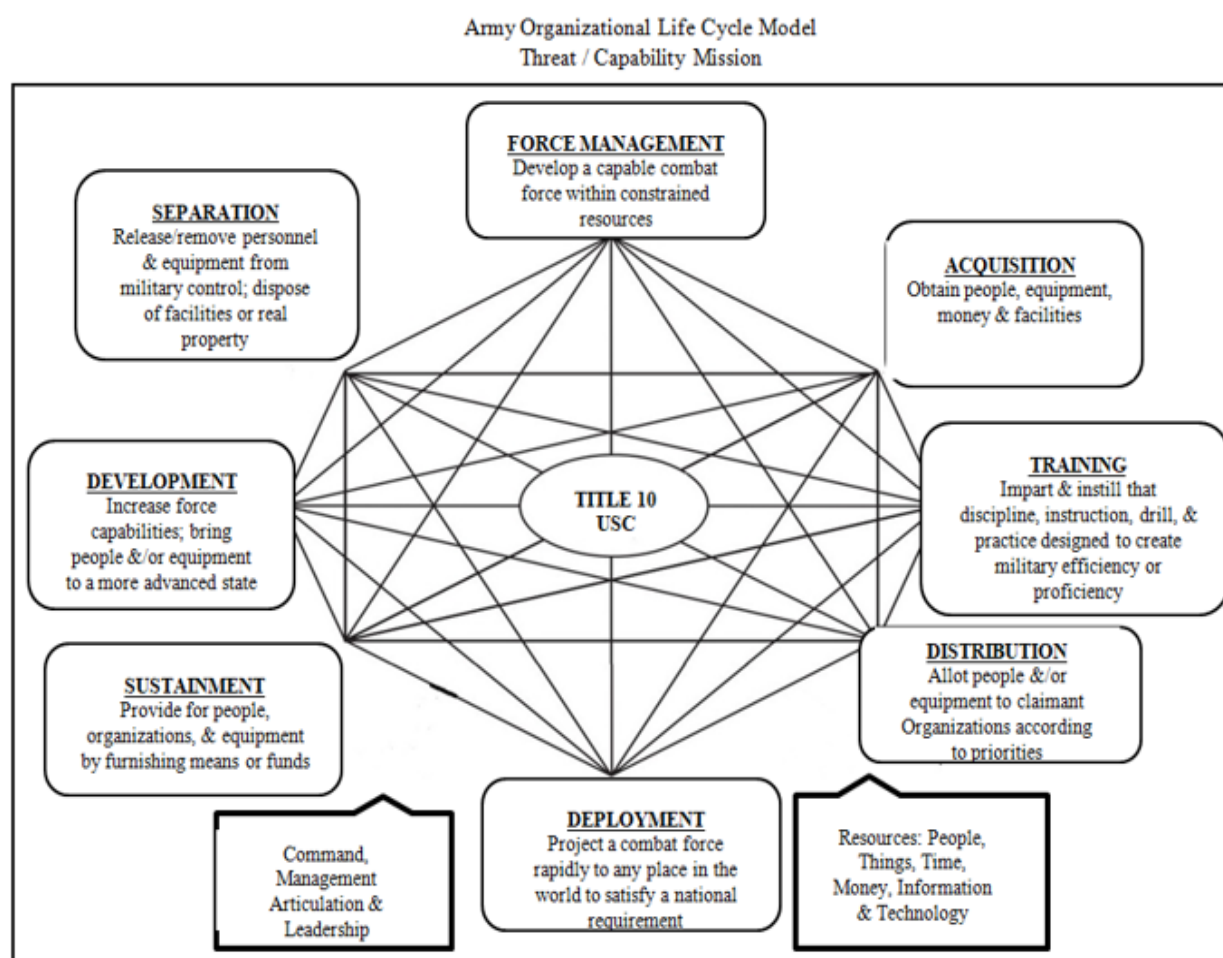 Army Organizational Life Cycle Model
Threat / Capability Mission
FORCE MANAGEMENT
Develop a capable combat
force within constrained
resources
SEPARATION
Release/remove personnel
& equipment from
military control; dispose
of facilities or real
property
ACQUISITION
Obtain people, equipment,
money & facilities
DEVELOPMENT
Increase force
capabilities; bring
people &/or equipment
to a more advanced state
TITLE 10
USC
TRAINING
Impart & instill that
discipline, instruction, drill, &
practice designed to create
military efficiency or
proficiency
SUSTAINMENT
Provide for people,
organizations, & equipment
by furnishing means or funds
DISTRIBUTION
Allot people &/or
equipment to claimant
Organizations according
to priorities
Command,
Management
Articulation &
Leadership
DEPLOYMENT
Project a combat force
rapidly to any place in the
world to satisfy a national
requirement
Resources: People,
Things, Time,
Money, Information
& Technology